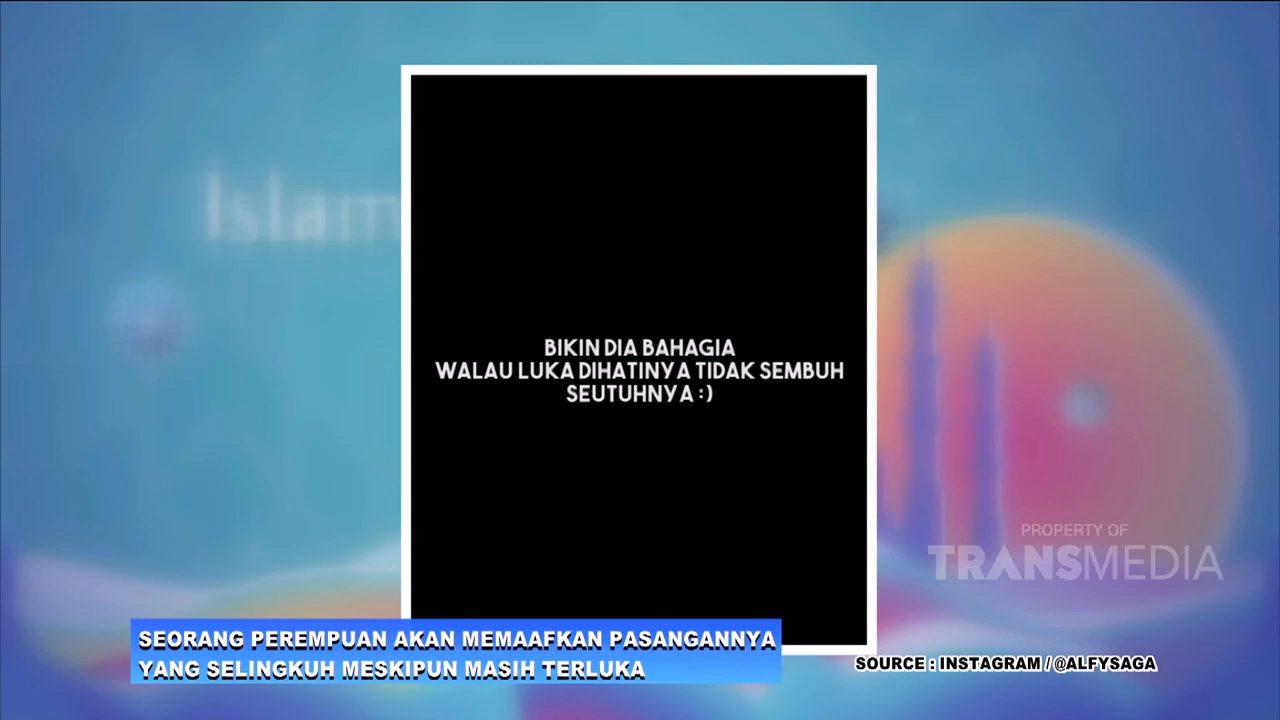 Islam
BIKIN DIA BAHAGIA
WALAU LUKA DIHATINYA TIDAK SEMBUH
SEUTUHNYA :)
PROPERTY OF
TRANSMEDIA
SEORANG PEREMPUAN AKAN MEMAAFKAN PASANGANNYA
YANG SELINGKUH MESKIPUN MASIH TERLUKA
SOURCE : INSTAGRAM / @ALFYSAGA